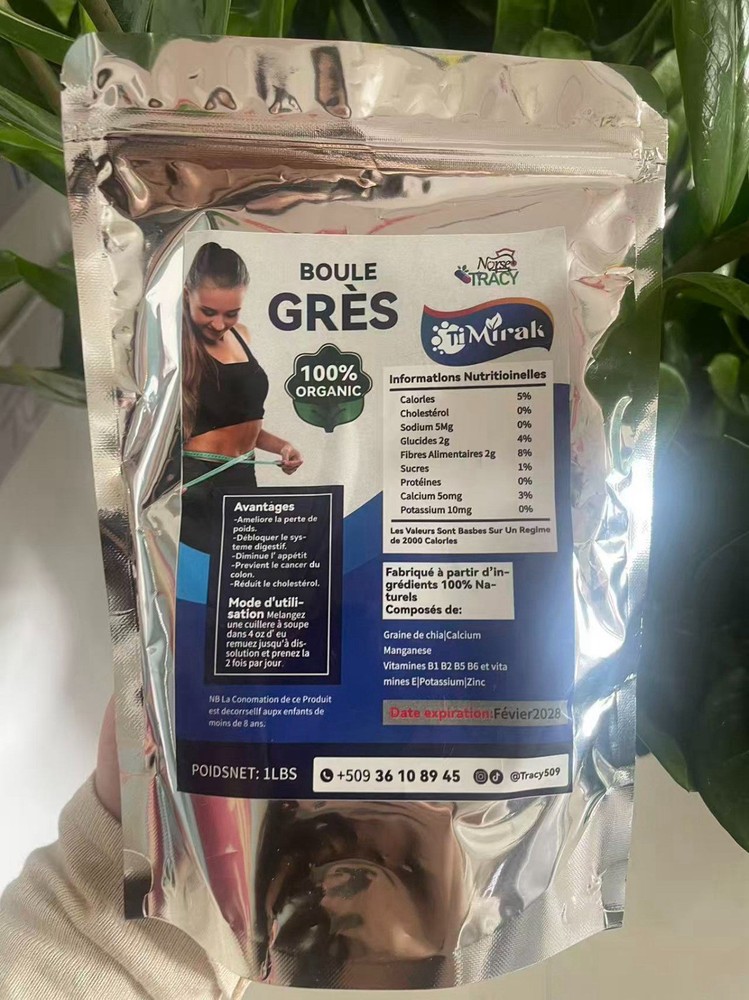 BOULE
GRÈS
Norse
TRACY
Ti Mirak
100%
ORGANIC
Informations Nutritioinelles
Calorles 5%
Cholestérol 0%
Sodium 5Mg 0%
Glucides 2g 4%
Fibres Alimentaires 2g 8%
Sucres 1%
Protéines 0%
Calcium 50mg 3%
Potassium 10mg 0%
Les Valeurs Sont Basbes Sur Un Regime
de 2000 Calories
Avantages
-Ameliore la perte de
poids.
-Débloquer le sys-
teme digestif.
-Diminue l' appétit
-Previent le cancer du
colon.
-Réduit le cholestérol.
Mode d'utili-
sation Melangez
une cuillere à soupe
dans 4 oz d' eu
remuez jusqu'à dis-
solution et prenez la
2 fois par jour
Fabriqué à partir d'in-
grédients 100% Na-
turels
Composés de:
Graine de chia|Calcium
Manganese
Vitamines B1 B2 B5 B6 et vita
mines E|Potassium|Zinc
NB La Conomation de ce Produit
est decorrsellf aupx enfants de
moins de 8 ans.
Date expiration:Févier2028
POIDSNET: 1LBS
+509 36 10 89 45
@Tracy509